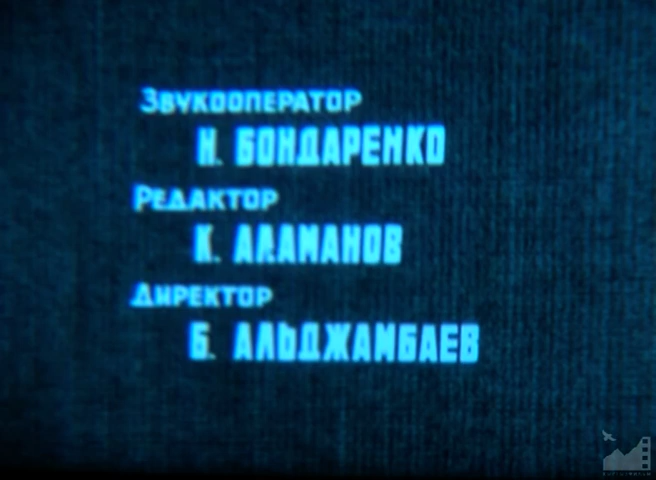 Звукооператор
Н. БОНДАРЕНКО
Редактор
К. АЛАМАНОВ
Директор
Б. АЛЬДЖАМБАЕВ